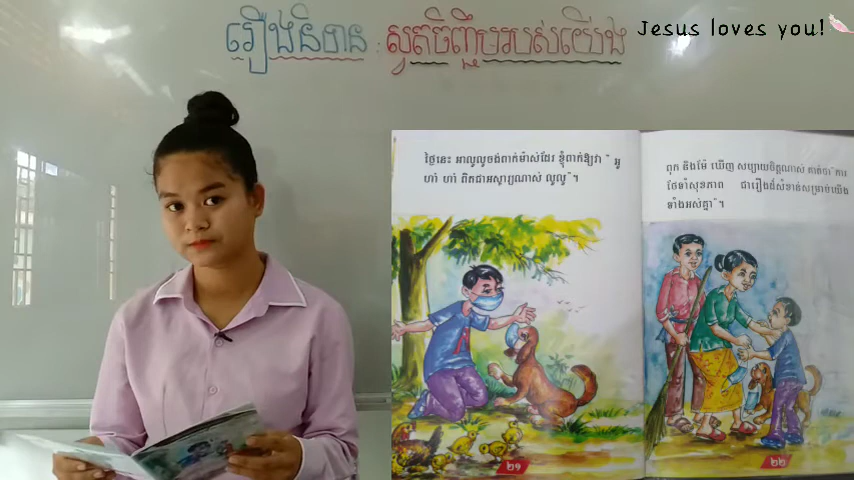 រឿងនិទាន : ស្វតចិញ្ចឹមរបស់យើង
Jesus loves you!
ថ្ងៃនេះ អាលូលូចង់ពាក់ម៉ាស់ដែរ ខ្ញុំពាក់ឱ្យវា " អូ
ហាំ ហាំ ពិតជាអស្ចារ្យណាស់ លូលូ"។
ពុក និងម៉ែ ឃើញ សប្បាយចិត្តណាស់ គាត់ថា" ការ
ថែទាំសុខភាព ជារឿងដ៏សំខាន់សម្រាប់យើង
ទាំងអស់គ្នា"។
២១
២២